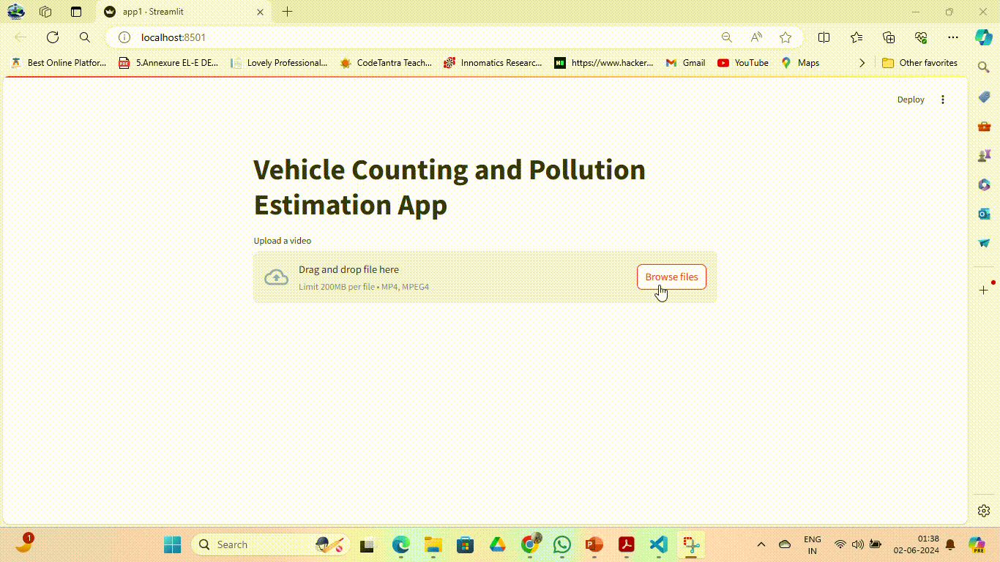 app1 · Streamlit
localhost:8501
Best Online Platfor...
5.Annexure EL-E DE...
Lovely Professional...
CodeTantra Teach...
Innomatics Researc...
https://www.hacker...
Gmail
YouTube
Maps
Other favorites
Deploy
Vehicle Counting and Pollution
Estimation App
Upload a video
Drag and drop file here
Limit 200MB per file • MP4, MPEG4
Browse files
1
Search
ENG
IN
01:38
02-06-2024
PRE